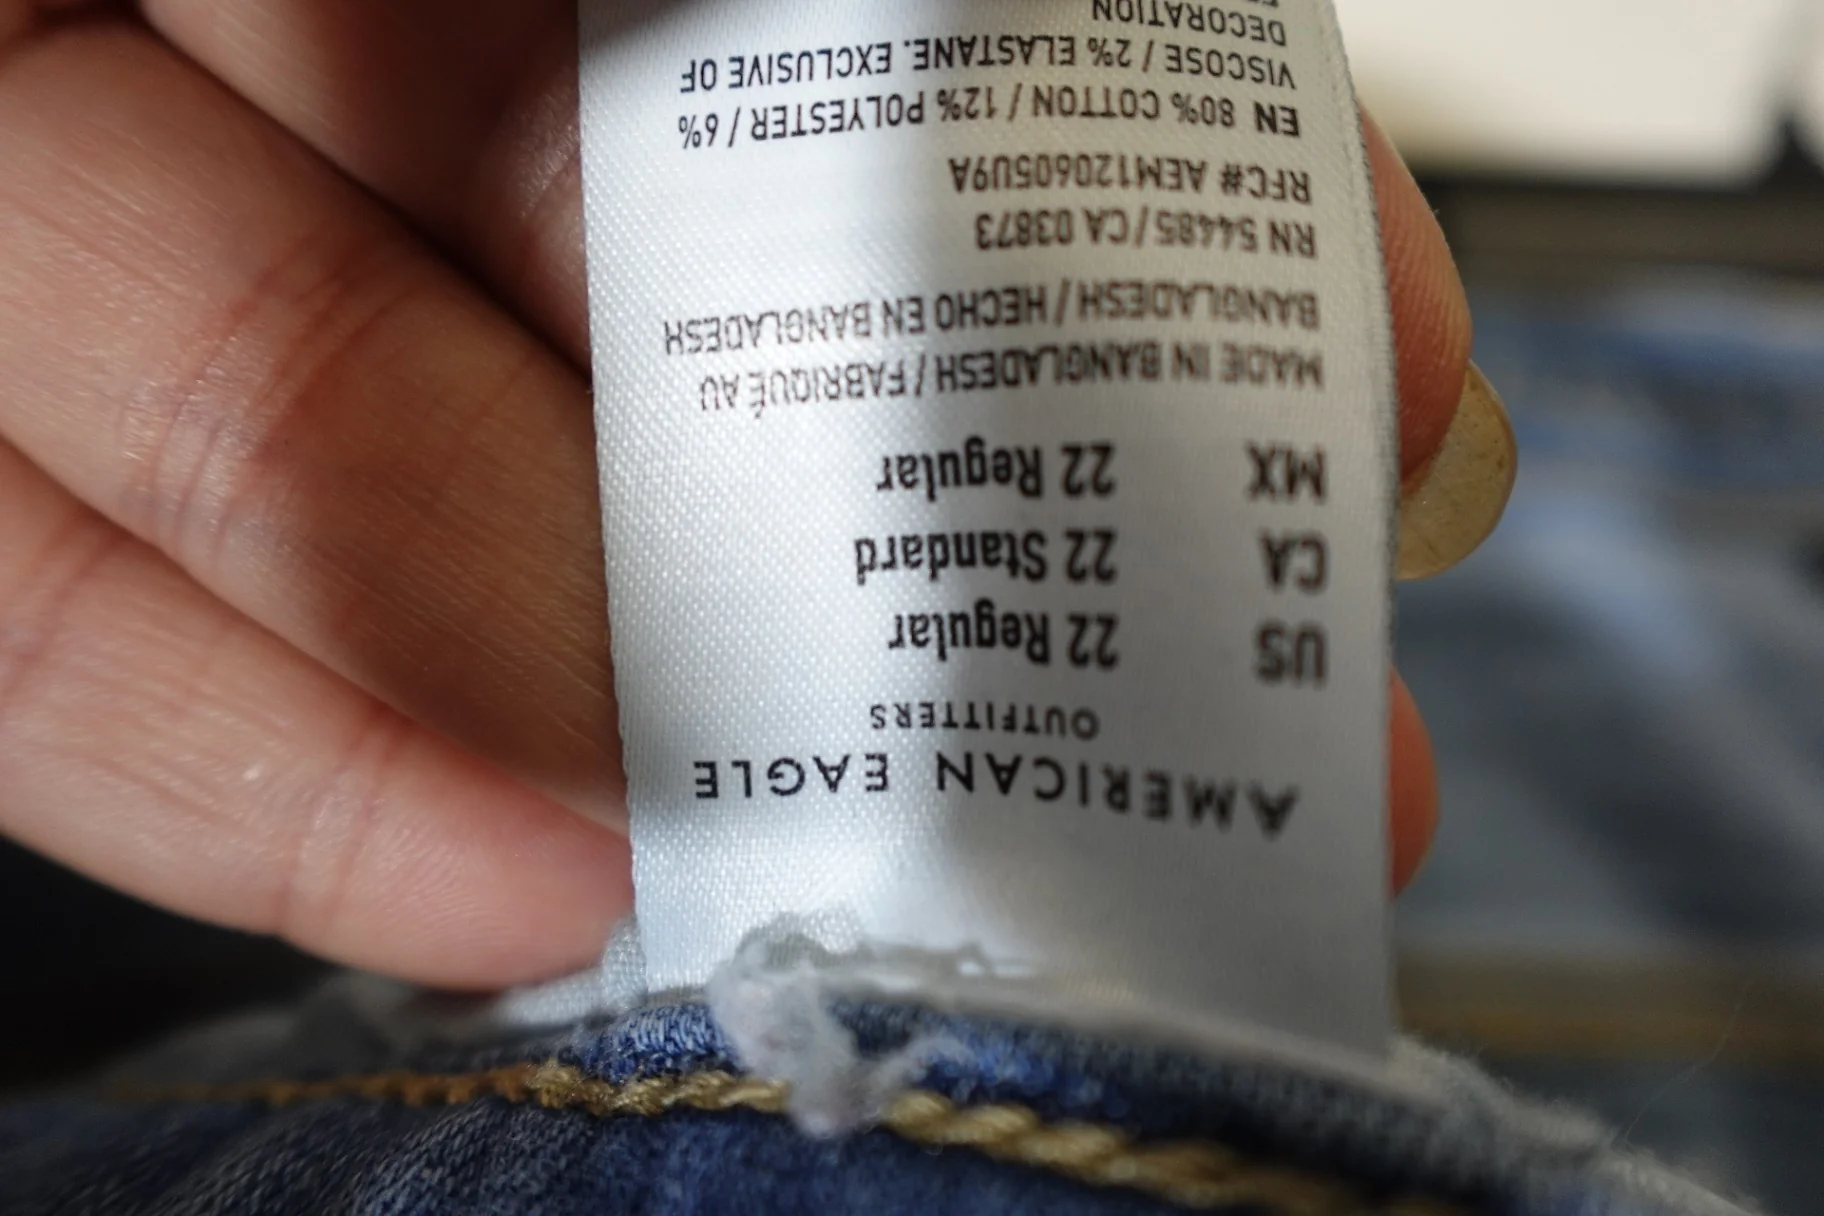 AMERICAN EAGLE
OUTFITTERS
US 22 Regular
CA 22 Standard
MX 22 Regular
MADE IN BANGLADESH / FABRIQUÉ AU
BANGLADESH / HECHO EN BANGLADESH
RN 54485/CA 03873
RFC# AEM120605U9A
EN 80% COTTON / 12% POLYESTER / 6%
VISCOSE / 2% ELASTANE. EXCLUSIVE OF
DECORATION